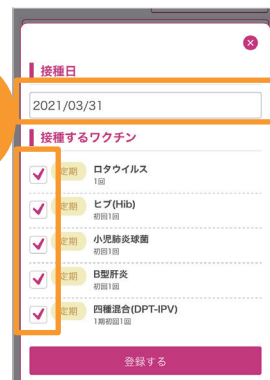 接種日
2021/03/31
接種するワクチン
定期 ロタウイルス
1回
定期 ヒブ(Hib)
初回1回
定期 小児肺炎球菌
初回1回
定期 B型肝炎
初回1回
定期 四種混合(DPT-IPV)
1期初回1回
登録する